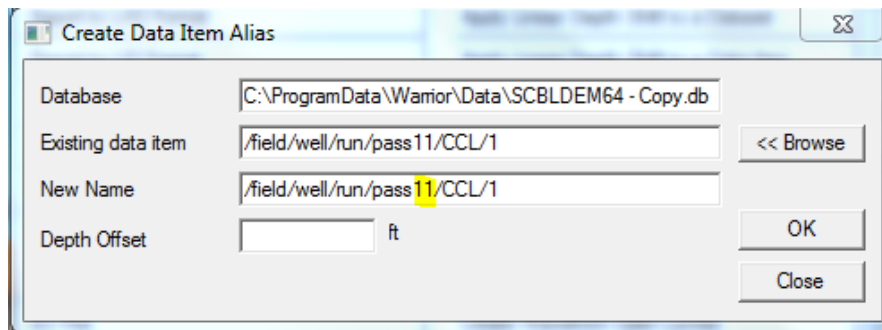 Create Data Item Alias
Database C:\ProgramData\Warrior\Data\SCBLDEM64 - Copy.db
Existing data item /field/well/run/pass11/CCL/1 << Browse
New Name /field/well/run/pass11/CCL/1
Depth Offset ft OK
Close